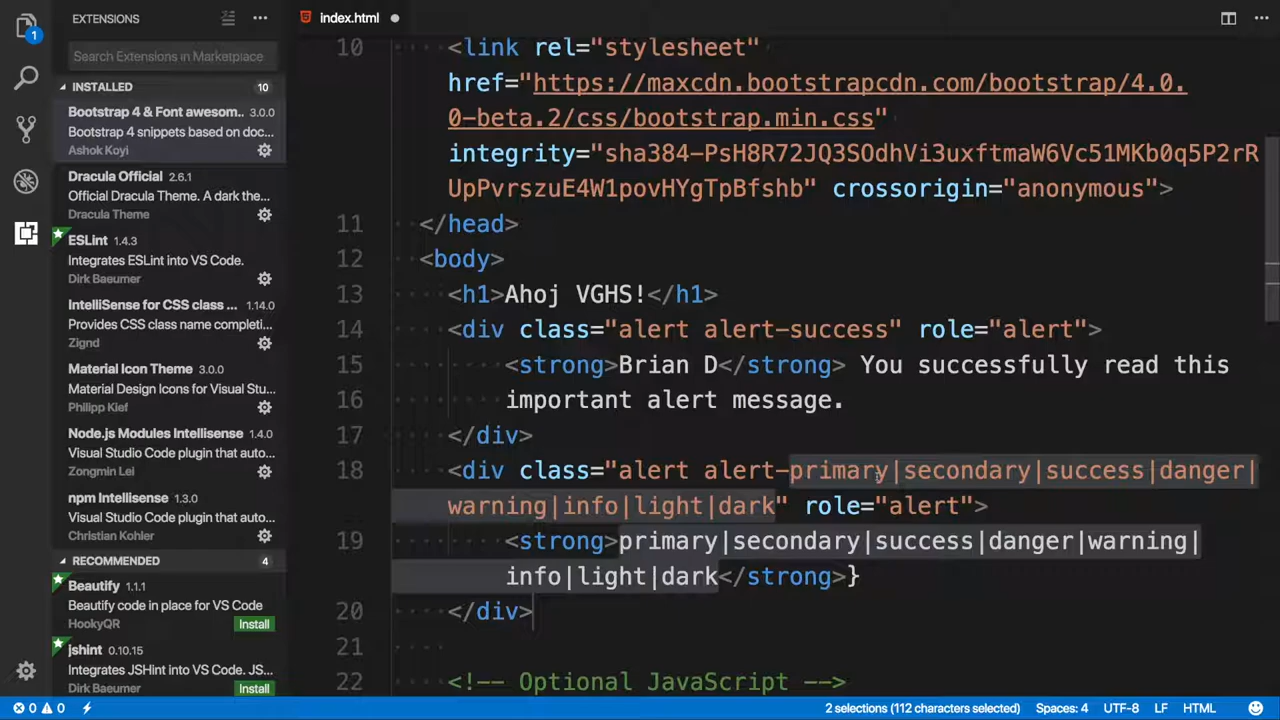 EXTENSIONS
1
Search Extensions in Marketplace
INSTALLED 10
Bootstrap 4 & Font awesom.. 3.0.0
Bootstrap 4 snippets based on doc...
Ashok Koyi
Dracula Official 2.6.1
Official Dracula Theme. A dark the...
Dracula Theme
ESLint 1.4.3
Integrates ESLint into VS Code.
Dirk Baeumer
IntelliSense for CSS class ... 1.14.0
Provides CSS class name completi...
Zignd
Material Icon Theme 3.0.0
Material Design Icons for Visual Stu...
Philipp Kief
Node.js Modules Intellisense 1.4.0
Visual Studio Code plugin that auto...
Zongmin Lei
npm Intellisense 1.3.0
Visual Studio Code plugin that auto...
Christian Kohler
RECOMMENDED 4
Beautify 1.1.1
Beautify code in place for VS Code
HookyQR Install
jshint 0.10.15
Integrates JSHint into VS Code. JS...
Dirk Baeumer Install
index.html
10 <link rel="stylesheet"
href="https://maxcdn.bootstrapcdn.com/bootstrap/4.0.
0-beta.2/css/bootstrap.min.css"
integrity="sha384-PsH8R72JQ3SOdhVi3uxftmaW6Vc51MKb0q5P2rR
UpPvrszuE4W1povHYgTpBfshb" crossorigin="anonymous">
11 </head>
12 <body>
13 <h1>Ahoj VGHS!</h1>
14 <div class="alert alert-success" role="alert">
15 <strong>Brian D</strong> You successfully read this
16 important alert message.
17 </div>
18 <div class="alert alert-primary|secondary|success|danger|
warning|info|light|dark" role="alert">
19 <strong>primary|secondary|success|danger|warning|
info|light|dark</strong>}
20 </div>
21
22 <!-- Optional JavaScript -->
0 0 2 selections (112 characters selected) Spaces: 4 UTF-8 LF HTML